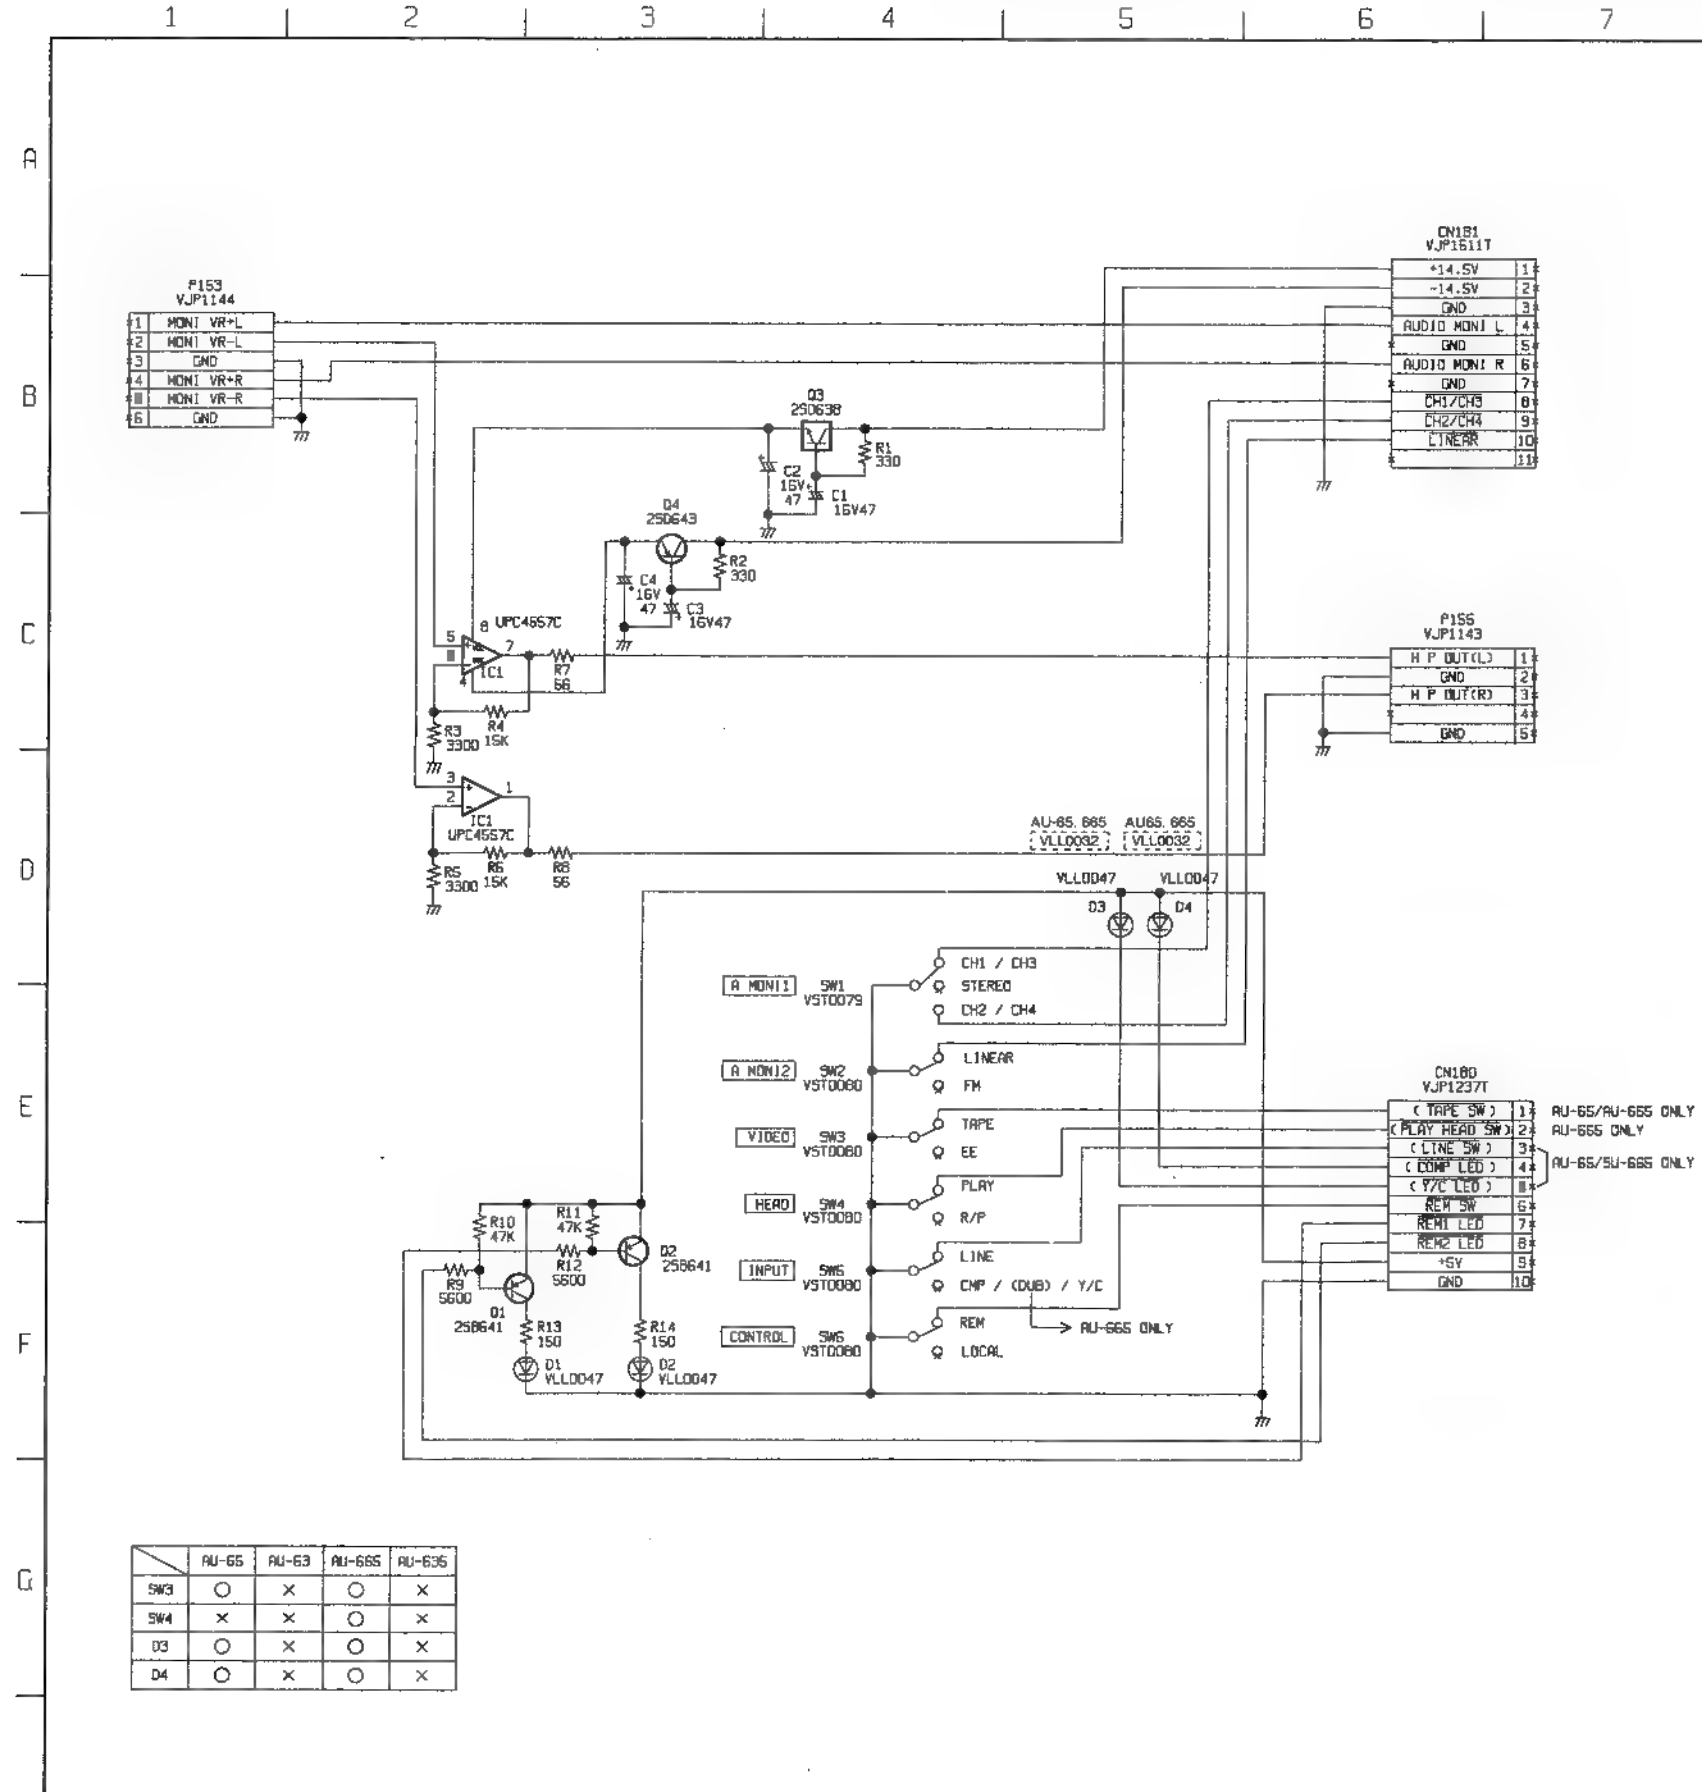 1 2 3 4 5 6 7
A
B
C
D
E
F
G
P153
VJP1144
1 MONI VR+L
2 MONI VR-L
3 GND
4 MONI VR+R
MONI VR-R
6 GND
CN181
VJP1611T
+14.5V 1
-14.5V 2
GND 3
AUDIO MONI L 4
GND 5
AUDIO MONI R 6
GND 7
CH1/CH3 8
CH2/CH4 9
LINEAR 10
11
Q3
2SD638
R1
330
C2
16V
47
C1
16V47
Q4
2SD643
R2
330
C4
16V
47
C3
16V47
8 UPC4557C
5
7
4
IC1
R7
56
R3
3300
R4
15K
3
2
1
IC1
UPC4557C
R5
3300
R6
15K
R8
56
P155
VJP1143
H P OUT(L) 1
GND 2
H P OUT(R) 3
4
GND 5
AU-65, 665 AU65, 665
VLL0032 VLL0032
VLL0047 VLL0047
D3 D4
A MONI1 SW1
VST0079
CH1 / CH3
STEREO
CH2 / CH4
A MONI2 SW2
VST0080
LINEAR
FM
VIDEO SW3
VST0080
TAPE
EE
HEAD SW4
VST0080
PLAY
R/P
INPUT SW5
VST0080
LINE
CMP / (DUB) / Y/C
AU-665 ONLY
CONTROL SW6
VST0080
REM
LOCAL
CN180
VJP1237T
( TAPE SW ) 1 AU-65/AU-665 ONLY
(PLAY HEAD SW) 2 AU-665 ONLY
( LINE SW ) 3
( COMP LED ) 4 AU-65/SU-665 ONLY
( Y/C LED )
REM SW 6
REM1 LED 7
REM2 LED 8
+5V 9
GND 10
R10
47K
R11
47K
R12
5600
R9
5600
Q1
2SB641
Q2
2SB641
R13
150
R14
150
D1
VLL0047
D2
VLL0047
AU-65 AU-63 AU-665 AU-635
SW3 ○ × ○ ×
SW4 × × ○ ×
D3 ○ × ○ ×
D4 ○ × ○ ×